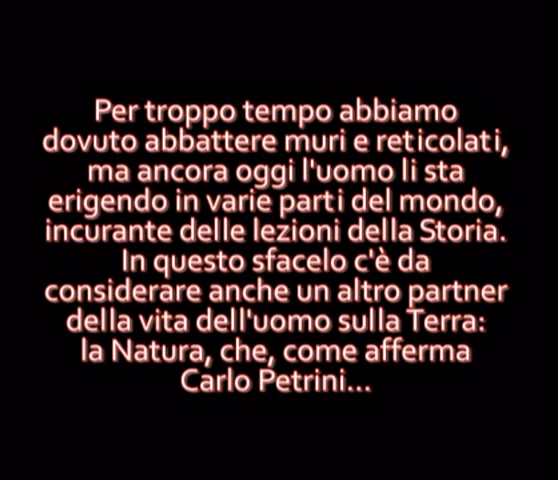 Per troppo tempo abbiamo
dovuto abbattere muri e reticolati,
ma ancora oggi l'uomo li sta
erigendo in varie parti del mondo,
incurante delle lezioni della Storia.
In questo sfacelo c'è da
considerare anche un altro partner
della vita dell'uomo sulla Terra:
la Natura, che, come afferma
Carlo Petrini...